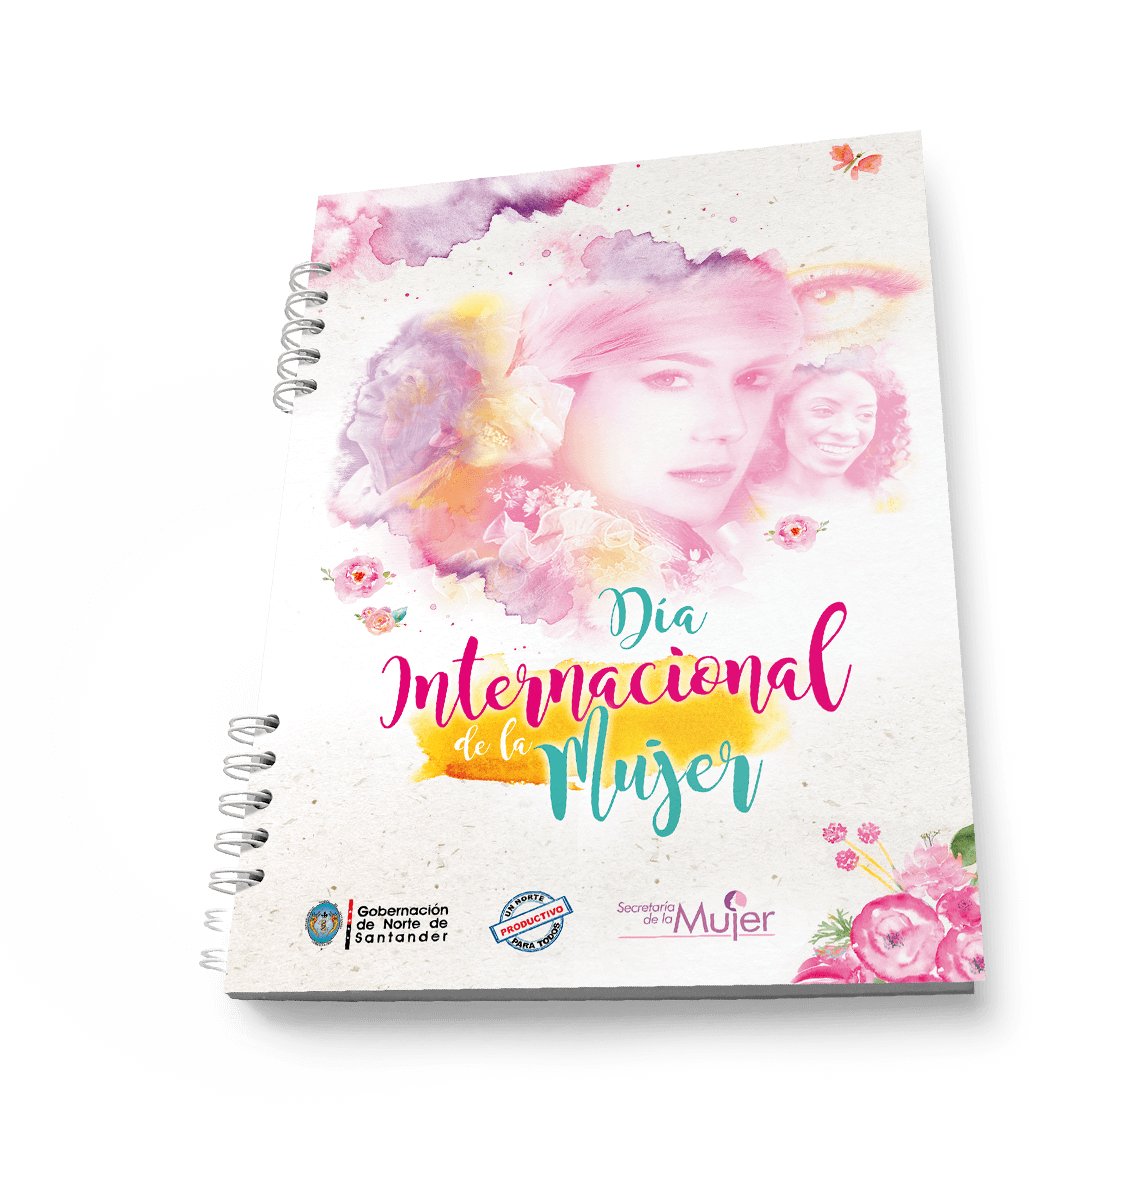 Día
Internacional
de la Mujer
Gobernación
de Norte de
Santander
UN NORTE
PRODUCTIVO
PARA TODOS
Secretaría
de la Mujer